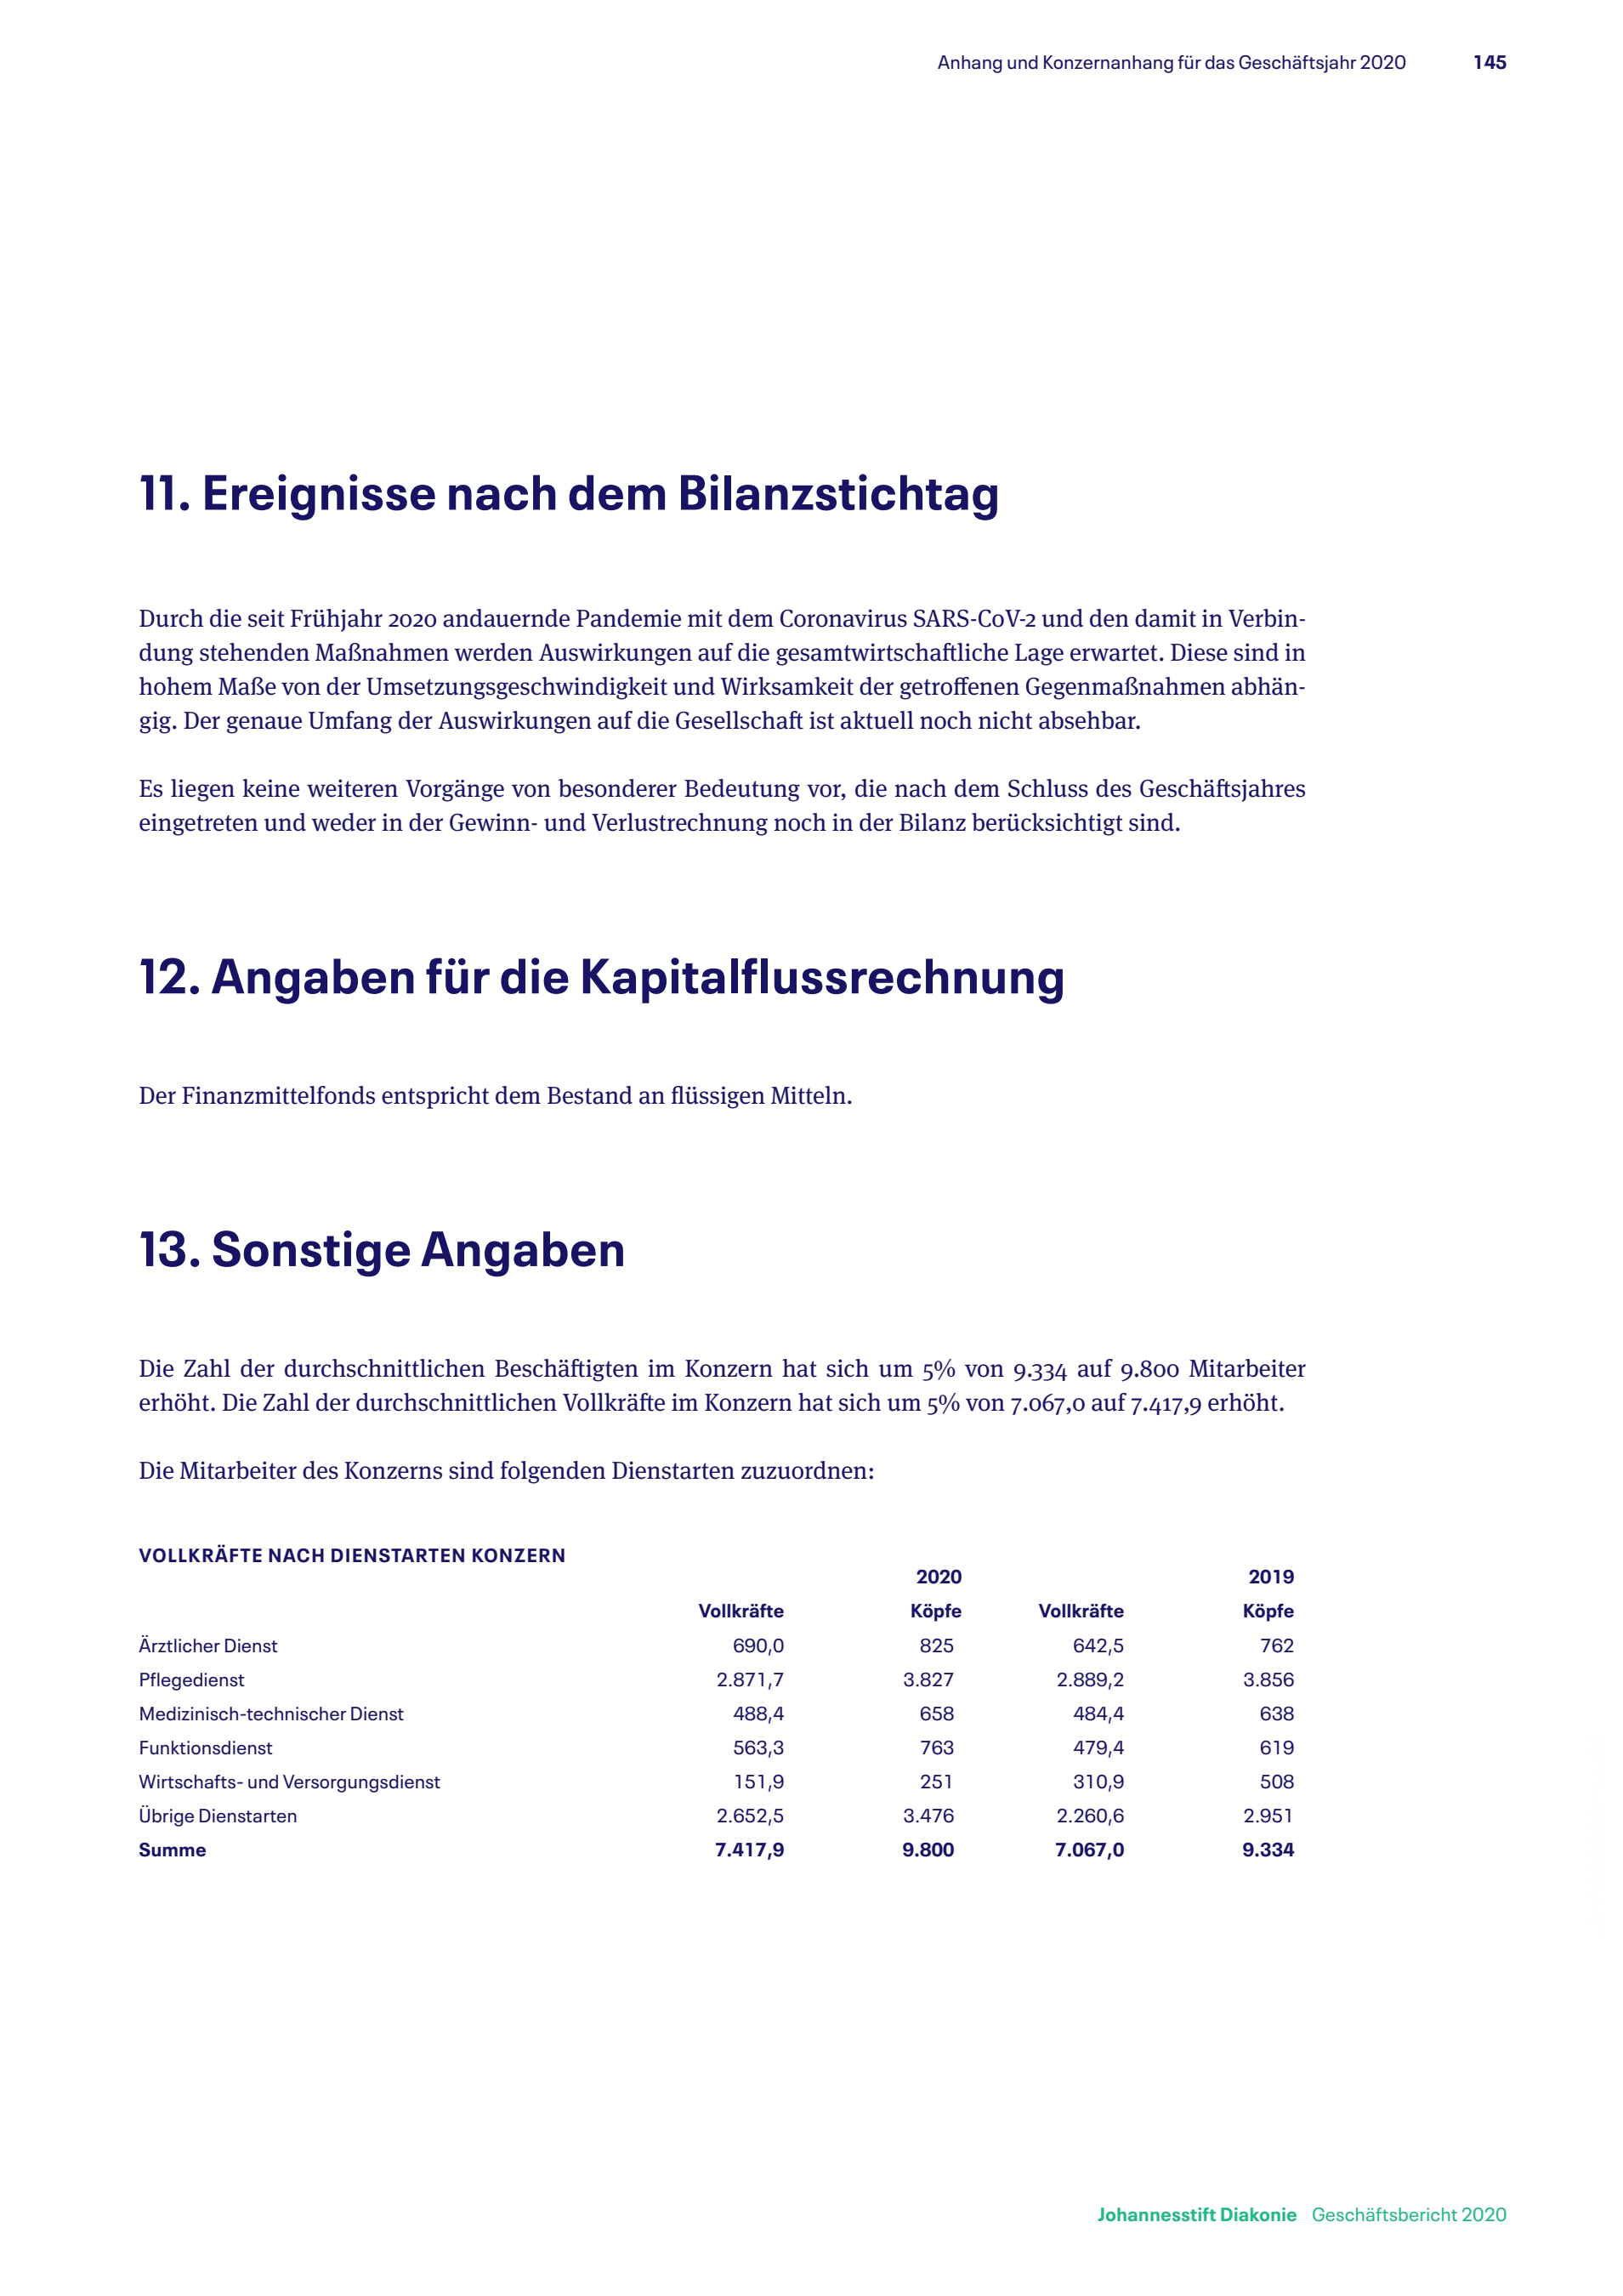 Anhang und Konzernanhang für das Geschäftsjahr 2020 145
11. Ereignisse nach dem Bilanzstichtag
Durch die seit Frühjahr 2020 andauernde Pandemie mit dem Coronavirus SARS-CoV-2 und den damit in Verbin-
dung stehenden Maßnahmen werden Auswirkungen auf die gesamtwirtschaftliche Lage erwartet. Diese sind in
hohem Maße von der Umsetzungsgeschwindigkeit und Wirksamkeit der getroffenen Gegenmaßnahmen abhän-
gig. Der genaue Umfang der Auswirkungen auf die Gesellschaft ist aktuell noch nicht absehbar.
Es liegen keine weiteren Vorgänge von besonderer Bedeutung vor, die nach dem Schluss des Geschäftsjahres
eingetreten und weder in der Gewinn- und Verlustrechnung noch in der Bilanz berücksichtigt sind.
12. Angaben für die Kapitalflussrechnung
Der Finanzmittelfonds entspricht dem Bestand an flüssigen Mitteln.
13. Sonstige Angaben
Die Zahl der durchschnittlichen Beschäftigten im Konzern hat sich um 5% von 9.334 auf 9.800 Mitarbeiter
erhöht. Die Zahl der durchschnittlichen Vollkräfte im Konzern hat sich um 5% von 7.067,0 auf 7.417,9 erhöht.
Die Mitarbeiter des Konzerns sind folgenden Dienstarten zuzuordnen:
VOLLKRÄFTE NACH DIENSTARTEN KONZERN
2020 2019
Vollkräfte Köpfe Vollkräfte Köpfe
Ärztlicher Dienst 690,0 825 642,5 762
Pflegedienst 2.871,7 3.827 2.889,2 3.856
Medizinisch-technischer Dienst 488,4 658 484,4 638
Funktionsdienst 563,3 763 479,4 619
Wirtschafts- und Versorgungsdienst 151,9 251 310,9 508
Übrige Dienstarten 2.652,5 3.476 2.260,6 2.951
Summe 7.417,9 9.800 7.067,0 9.334
Johannesstift Diakonie Geschäftsbericht 2020